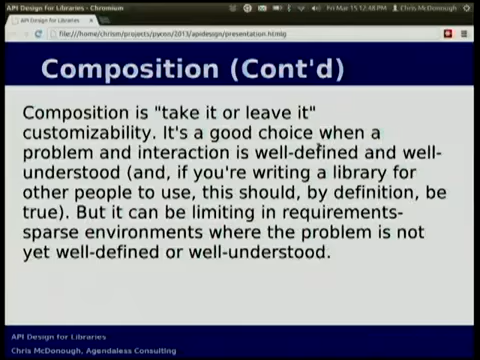 API Design for Libraries - Chromium
Fri Mar 15 12:48 PM
Chris McDonough
API Design for Libraries
file:///home/chrism/projects/pycon/2013/apidesign/presentation.html
Composition (Cont'd)
Composition is "take it or leave it"
customizability. It's a good choice when a
problem and interaction is well-defined and well-
understood (and, if you're writing a library for
other people to use, this should, by definition, be
true). But it can be limiting in requirements-
sparse environments where the problem is not
yet well-defined or well-understood.
API Design for Libraries
Chris McDonough, Agendaless Consulting